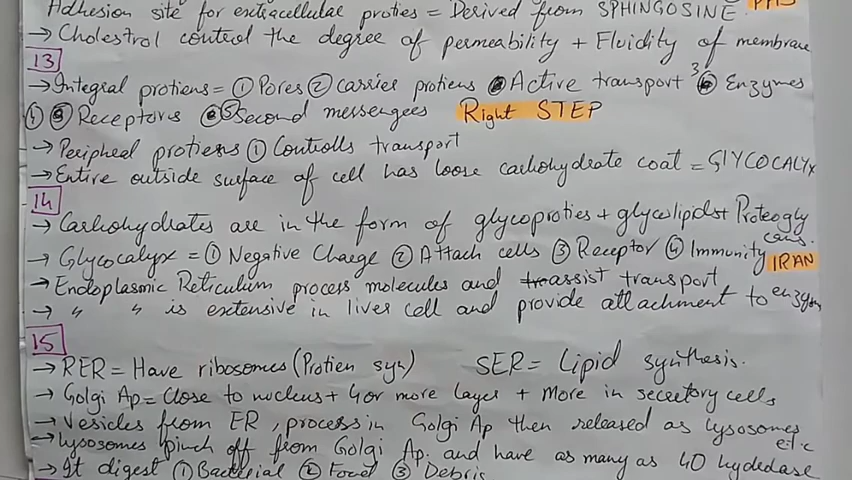 Adhesion site for extracellular proties = Derived from SPHINGOSINE.
→ Cholestrol control the degree of permeability + Fluidity of membrane
13
→ Integral protiens = ① Pores ② carrier protiens Active transport 3 Enzymes
④ Receptors ⑤ Second messengers Right STEP
→ Peripheal protiens ① Controlls transport
→ Entire outside surface of cell has loose carbohydrate coat = GlYCOCALYX
14
→ Carbohydrates are in the form of glycoproties + glycolipids + Proteogly
cans.
→ Glycocalyx = ① Negative Charge ② Attach cells ③ Receptor ④ Immunity IRAN
→ Endoplasmic Reticulum process molecules and assist transport
→ " " is extensive in liver cell and provide attachment to enzym
15
→ RER = Have ribosomes (Protien syn) SER = Lipid synthesis.
→ Golgi Ap = Close to nucleus + 4 or more layer + More in secretory cells
→ Vesicles from ER, process in Golgi Ap then released as lysosomes
etc
→ lysosomes pinch off from Golgi Ap. and have as many as 40 hydedase
→ It digest ① Bacterial ② Food ③ Debris